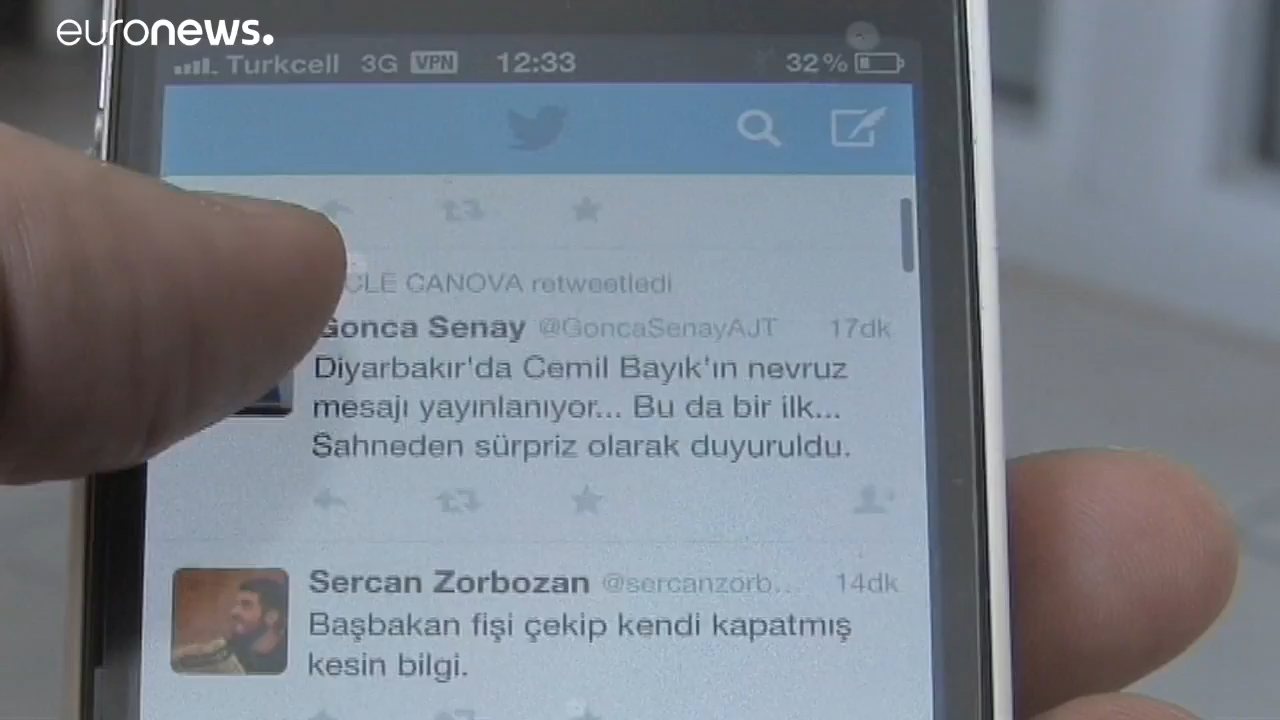 euronews.
Turkcell 3G VPN 12:33 32%
CLE CANOVA retweetledi
Gonca Senay @GoncaSenayAJT 17dk
Diyarbakır'da Cemil Bayık'ın nevruz
mesajı yayınlanıyor... Bu da bir ilk...
Sahneden sürpriz olarak duyuruldu.
Sercan Zorbozan @sercanzorb... 14dk
Başbakan fişi çekip kendi kapatmış
kesin bilgi.